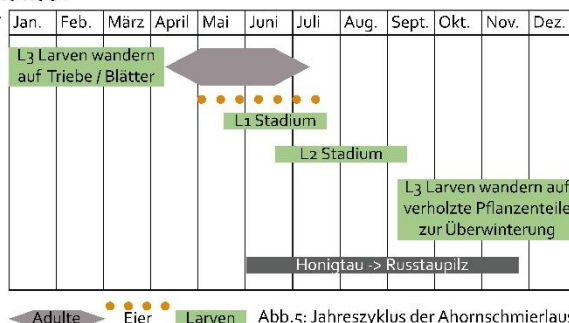 Jan. Feb. März April Mai Juni Juli Aug. Sept. Okt. Nov. Dez.
L3 Larven wandern
auf Triebe / Blätter
L1 Stadium
L2 Stadium
L3 Larven wandern auf
verholzte Pflanzenteile
zur Überwinterung
Honigtau -> Russtaupilz
Adulte Eier Larven Abb.5: Jahreszyklus der Ahornschmierlaus